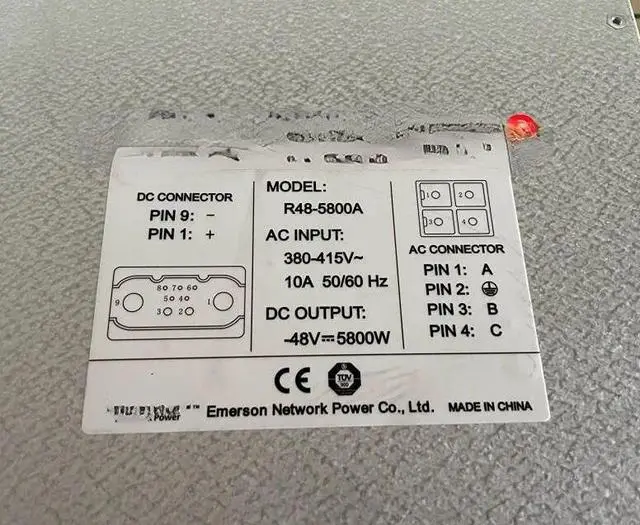 DC CONNECTOR
PIN 9: −
PIN 1: +
8 7 6
5 4
9 1
3 2
MODEL:
R48-5800A
AC INPUT:
380-415V~
10A 50/60 Hz
DC OUTPUT:
-48V⎓5800W
1 2
3 4
AC CONNECTOR
PIN 1: A
PIN 2: ⏚
PIN 3: B
PIN 4: C
CE TÜV
Power ™ Emerson Network Power Co., Ltd. MADE IN CHINA